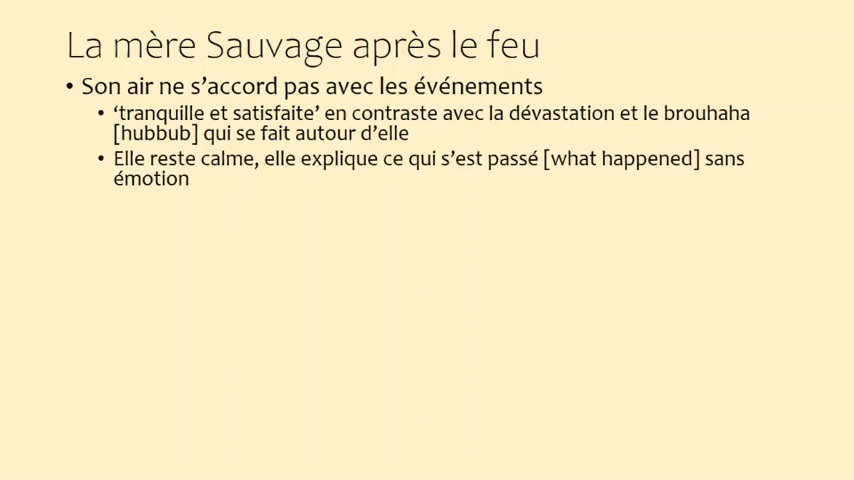 La mère Sauvage après le feu
• Son air ne s’accord pas avec les événements
• ‘tranquille et satisfaite’ en contraste avec la dévastation et le brouhaha
[hubbub] qui se fait autour d’elle
• Elle reste calme, elle explique ce qui s’est passé [what happened] sans
émotion